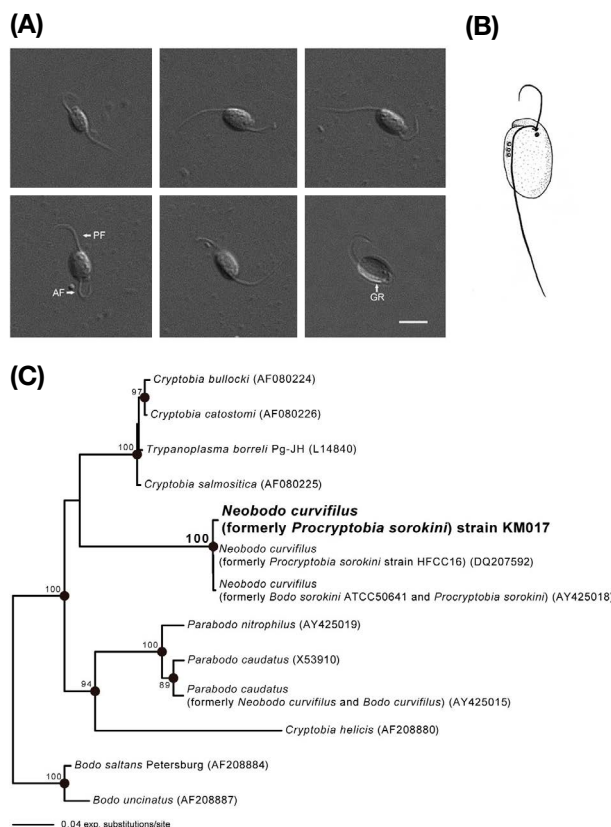 (A)
(B)
PF
AF
GR
(C)
97
Cryptobia bullocki (AF080224)
Cryptobia catostomi (AF080226)
100
Trypanoplasma borreli Pg-JH (L14840)
Cryptobia salmositica (AF080225)
Neobodo curvifilus
(formerly Procryptobia sorokini) strain KM017
100
Neobodo curvifilus
(formerly Procryptobia sorokini strain HFCC16) (DQ207592)
Neobodo curvifilus
(formerly Bodo sorokini ATCC50641 and Procryptobia sorokini) (AY425018)
100
Parabodo nitrophilus (AY425019)
100
Parabodo caudatus (X53910)
89
Parabodo caudatus
(formerly Neobodo curvifilus and Bodo curvifilus) (AY425015)
94
Cryptobia helicis (AF208880)
Bodo saltans Petersburg (AF208884)
100
Bodo uncinatus (AF208887)
0.04 exp. substitutions/site